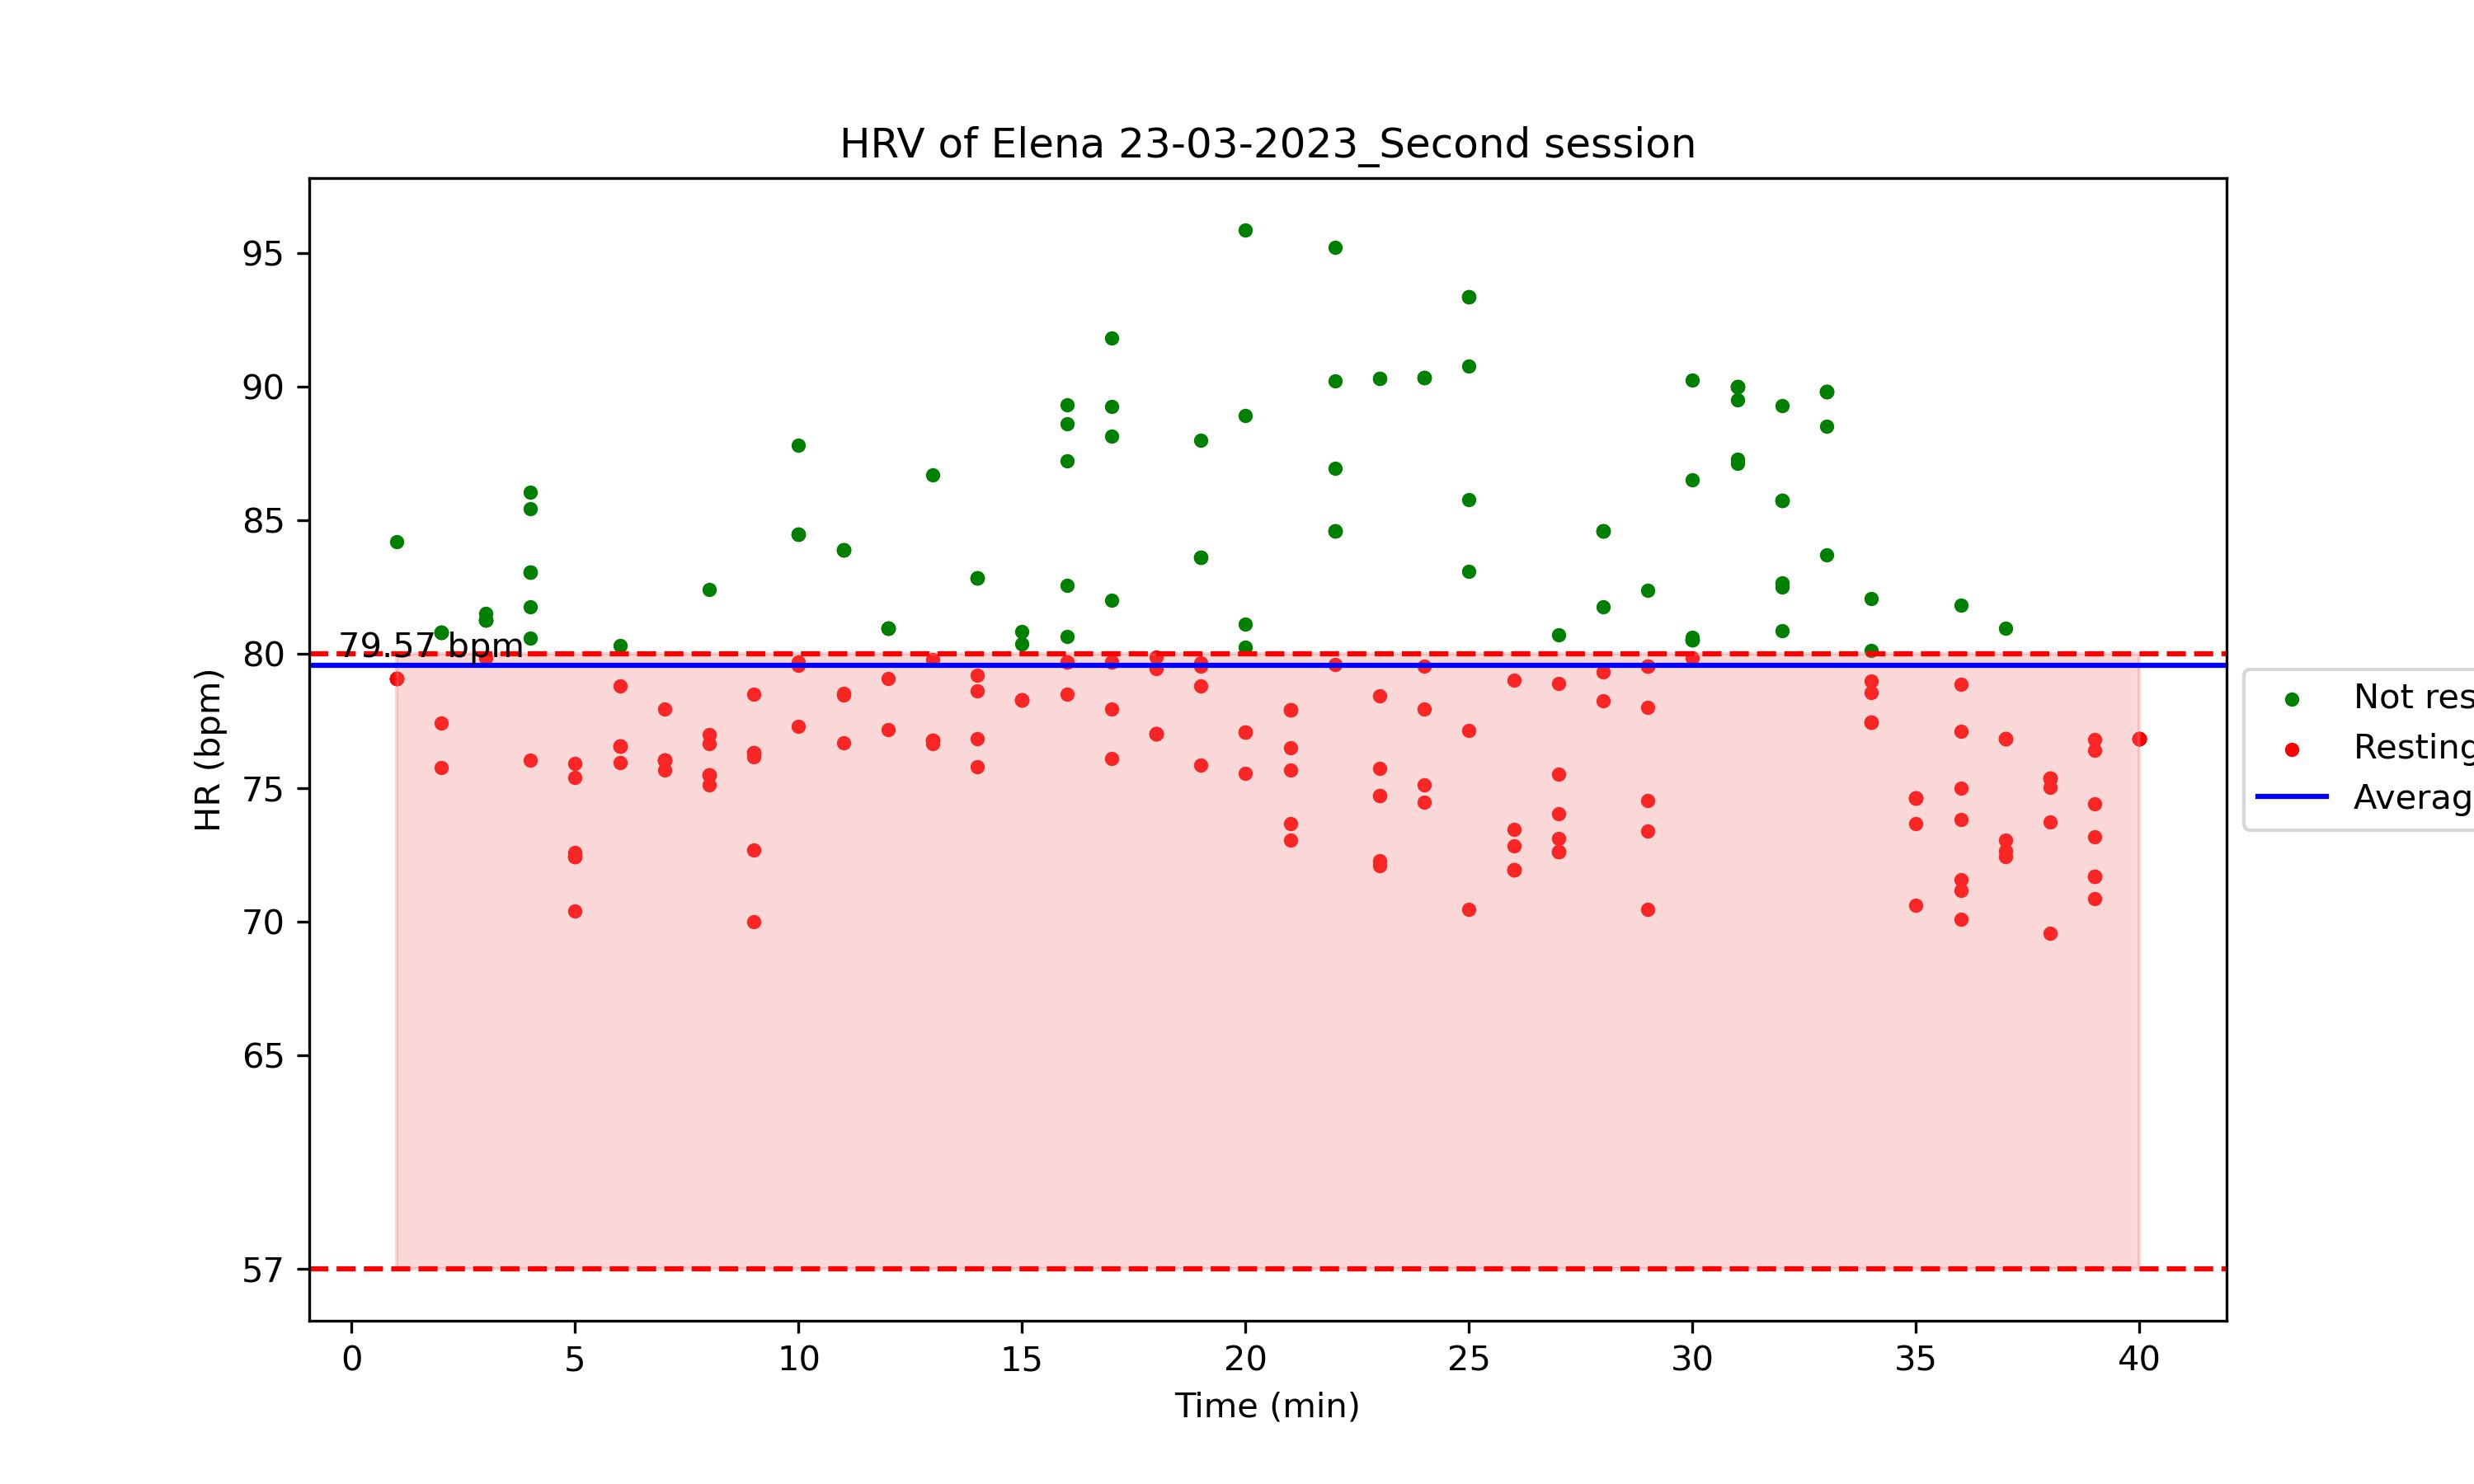 HRV of Elena 23-03-2023_Second session
HR (bpm)
95
90
85
80
75
70
65
57
79.57 bpm
Not res
Resting
Averag
0 5 10 15 20 25 30 35 40
Time (min)